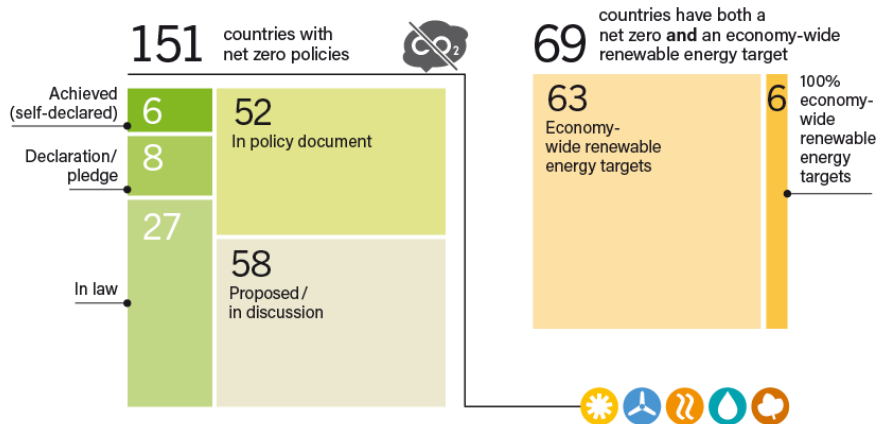 151
countries with
net zero policies
CO2
Achieved
(self-declared)
6
Declaration/
pledge
8
In law
27
52
In policy document
58
Proposed/
in discussion
69
countries have both a
net zero and an economy-wide
renewable energy target
63
Economy-
wide renewable
energy targets
6
100%
economy-
wide
renewable
energy
targets